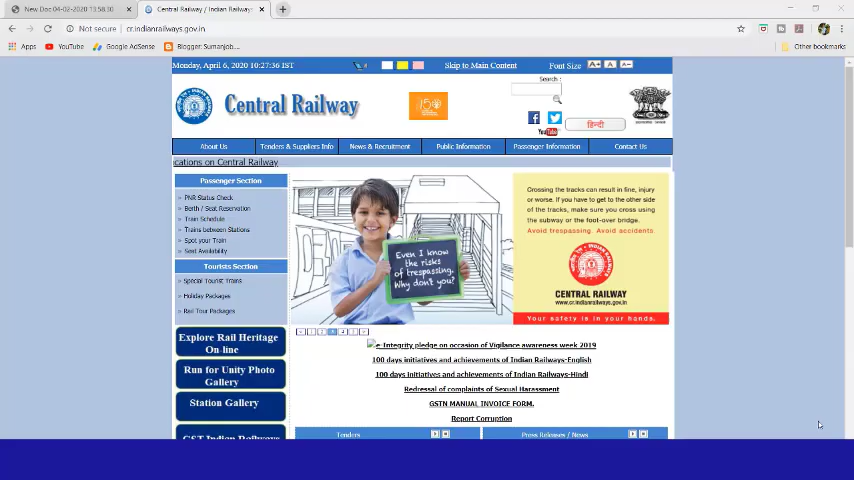 New Doc 04-02-2020 13:58:30
Central Railway / Indian Railways
Not secure
cr.indianrailways.gov.in
Apps
YouTube
Google AdSense
Blogger: Sumanjob....
Other bookmarks
Monday, April 6, 2020 10:27:36 IST
Skip to Main Content
Font Size
A+
A
A-
Search :
Central Railway
हिन्दी
About Us
Tenders & Suppliers Info
News & Recruitment
Public Information
Passenger Information
Contact Us
cations on Central Railway
Passenger Section
» PNR Status Check
» Berth / Seat Reservation
» Train Schedule
» Trains between Stations
» Spot your Train
» Seat Availability
Tourists Section
» Special Tourist Trains
» Holiday Packages
» Rail Tour Packages
Explore Rail Heritage
On-line
Run for Unity Photo
Gallery
Station Gallery
GST-Indian Railways
Even I know
the risks
of trespassing.
Why don't you?
Crossing the tracks can result in fine, injury
or worse. If you have to get to the other side
of the tracks, make sure you cross using
the subway or the foot-over bridge.
Avoid trespassing. Avoid accidents.
CENTRAL RAILWAY
www.cr.indianrailways.gov.in
Your safety is in your hands.
e-Integrity pledge on occasion of Vigilance awareness week 2019
100 days initiatives and achievements of Indian Railways-English
100 days initiatives and achievements of Indian Railways-Hindi
Redressal of complaints of Sexual Harassment
GSTN MANUAL INVOICE FORM.
Report Corruption
Tenders
Press Releases / News